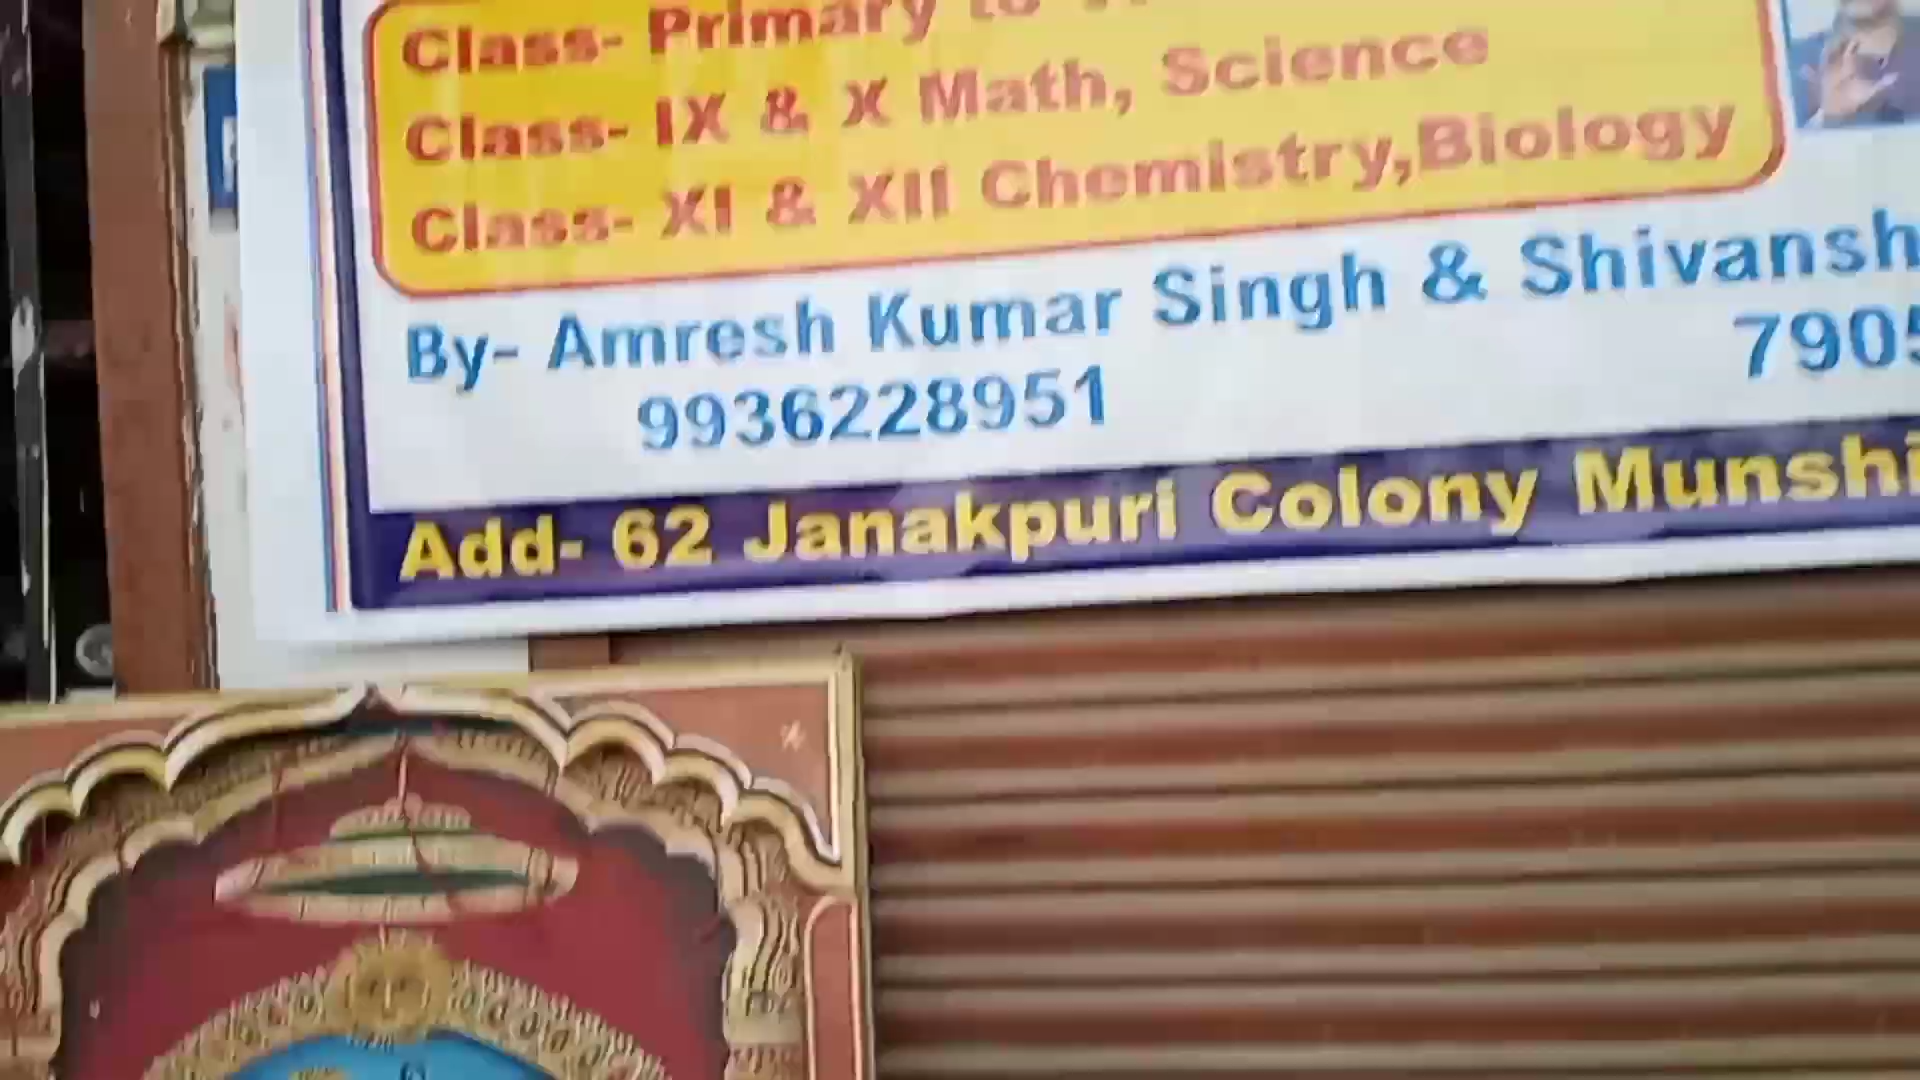 Class- Primary to
Class- IX & X Math, Science
Class- XI & XII Chemistry,Biology
By- Amresh Kumar Singh & Shivansh
9936228951
7905
Add- 62 Janakpuri Colony Munshi